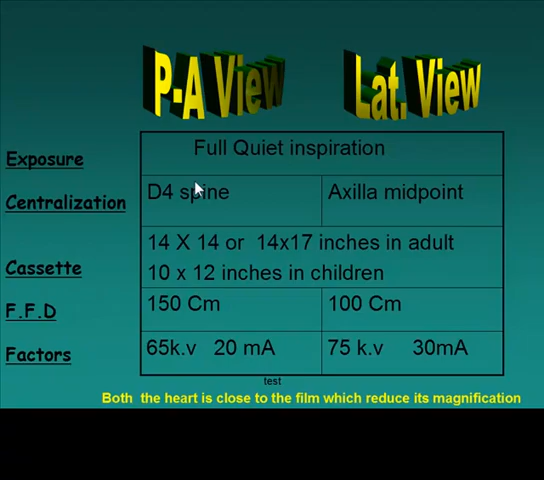 P-A View Lat. View
Exposure Full Quiet inspiration
Centralization D4 spine Axilla midpoint
14 X 14 or 14x17 inches in adult
Cassette 10 x 12 inches in children
F.F.D 150 Cm 100 Cm
Factors 65k.v 20 mA 75 k.v 30mA
test
Both the heart is close to the film which reduce its magnification